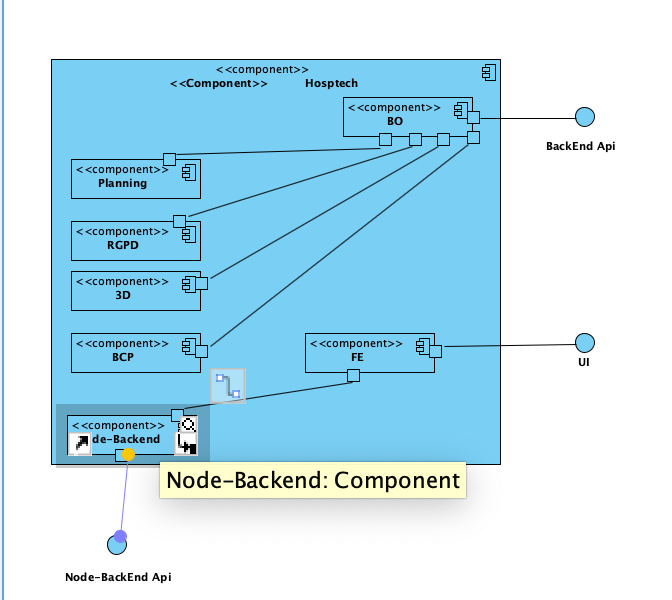 <<component>>
<<Component>> Hosptech
<<component>>
BO
BackEnd Api
<<component>>
Planning
<<component>>
RGPD
<<component>>
3D
<<component>>
BCP
<<component>>
FE
UI
<<component>>
de-Backend
Node-Backend: Component
Node-BackEnd Api